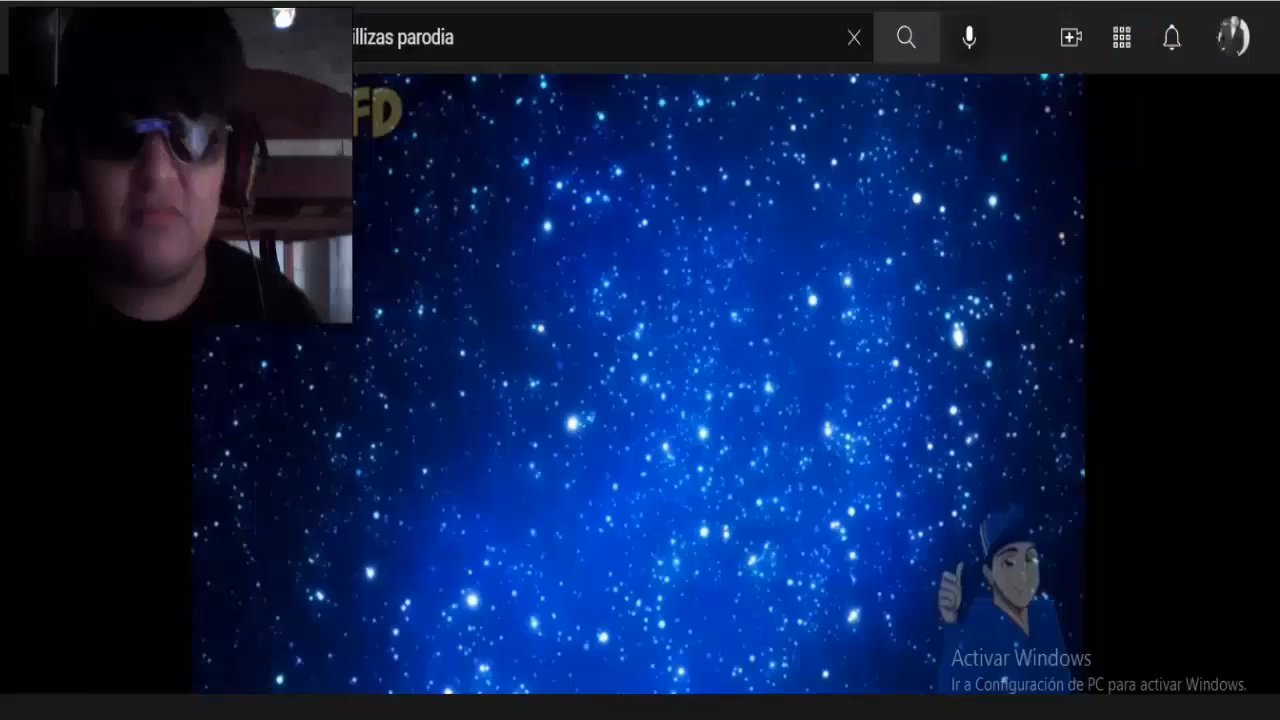 illizas parodia
FD
Activar Windows
Ir a Configuración de PC para activar Windows.